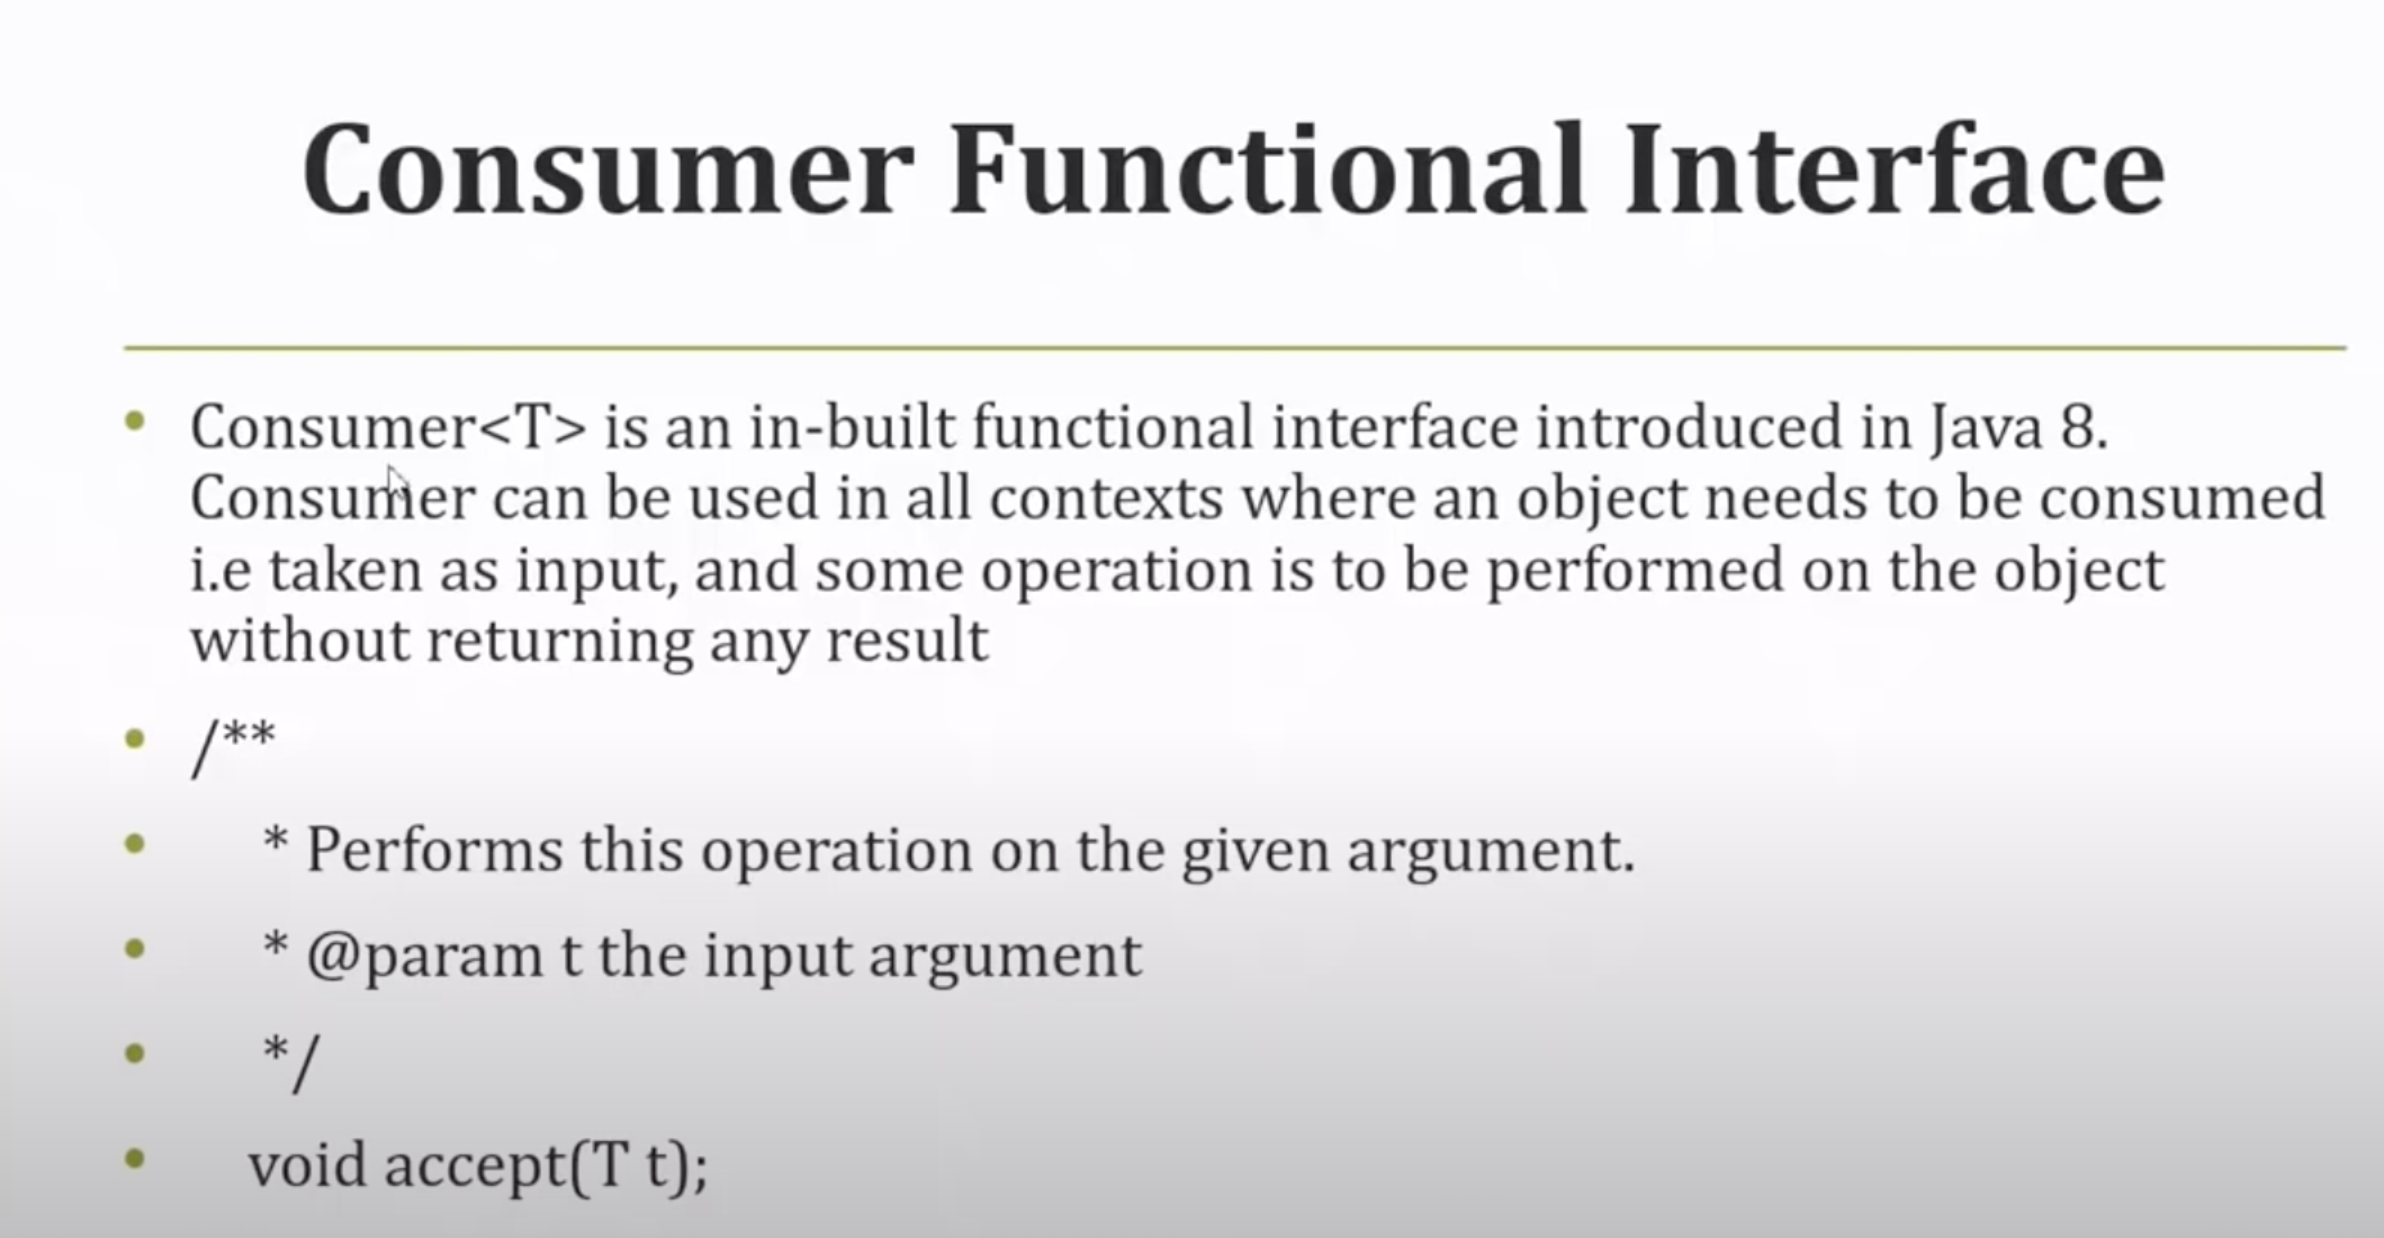 Consumer Functional Interface
• Consumer<T> is an in-built functional interface introduced in Java 8.
Consumer can be used in all contexts where an object needs to be consumed
i.e taken as input, and some operation is to be performed on the object
without returning any result
• /**
• * Performs this operation on the given argument.
• * @param t the input argument
• */
• void accept(T t);